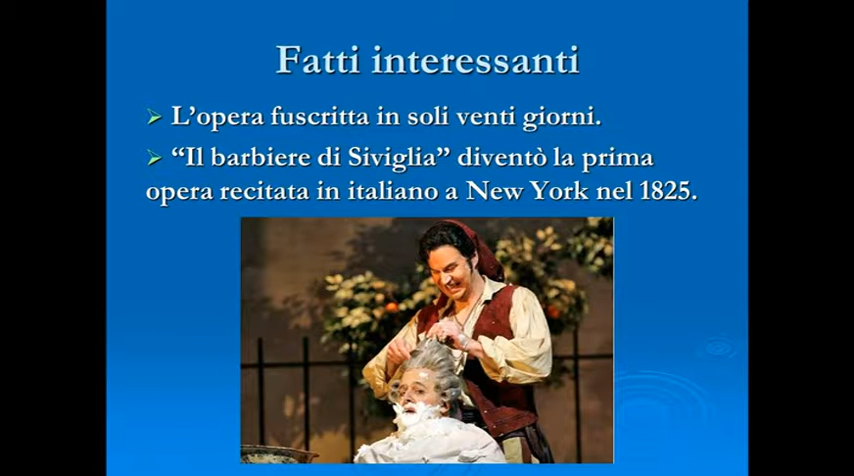 Fatti interessanti
L’opera fuscritta in soli venti giorni.
“Il barbiere di Siviglia” diventò la prima
opera recitata in italiano a New York nel 1825.